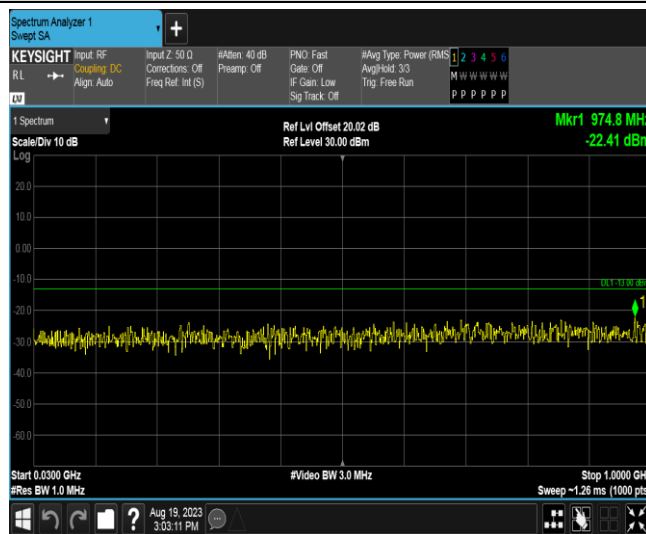 Spectrum Analyzer 1
Swept SA
+
KEYSIGHT
RL
LXI
Input: RF
Coupling: DC
Align: Auto
Input Z: 50 Ω
Corrections: Off
Freq Ref: Int (S)
#Atten: 40 dB
Preamp: Off
PNO: Fast
Gate: Off
IF Gain: Low
Sig Track: Off
#Avg Type: Power (RMS
Avg|Hold: 3/3
Trig: Free Run
1 2 3 4 5 6
M W W W W W
P P P P P P
1 Spectrum
Scale/Div 10 dB
Log
Ref Lvl Offset 20.02 dB
Ref Level 30.00 dBm
Mkr1 974.8 MHz
-22.41 dBm
20.0
10.0
0.00
-10.0
DL1 -13.00 dBm
1
-20.0
-30.0
-40.0
-50.0
-60.0
Start 0.0300 GHz
#Res BW 1.0 MHz
#Video BW 3.0 MHz
Stop 1.0000 GH
Sweep ~1.26 ms (1000 pts
?
Aug 19, 2023
3:03:11 PM